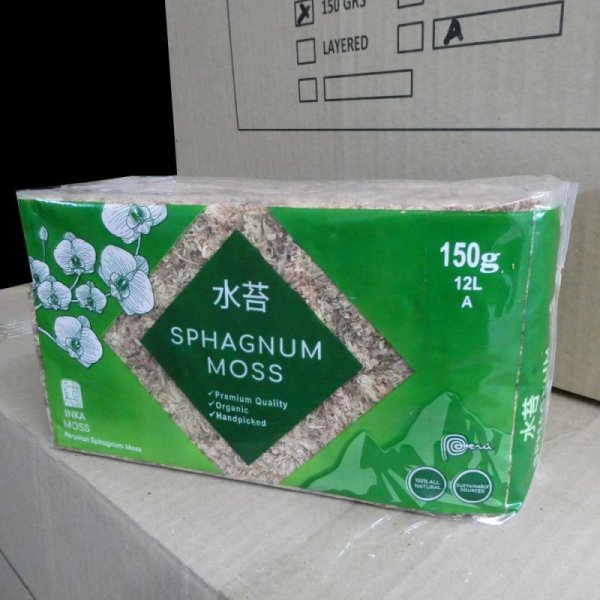 150 GRS
LAYERED
A
水苔
SPHAGNUM
MOSS
✓Premium Quality
✓Organic
✓Handpicked
150g
12L
A
INKA
MOSS
Peruvian Sphagnum Moss
Perú
100% ALL
NATURAL
SUSTAINABLY
SOURCED
水苔